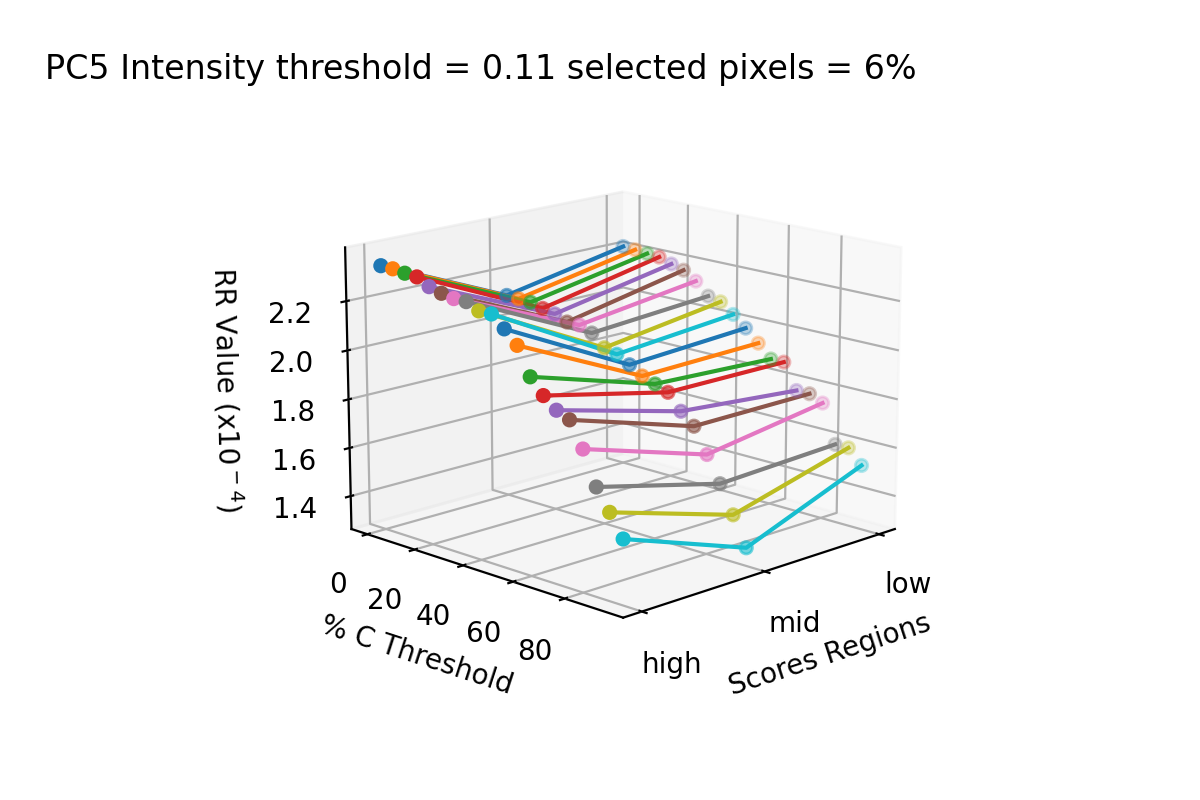 PC5 Intensity threshold = 0.11 selected pixels = 6%
RR Value (x10⁻⁴)
2.2
2.0
1.8
1.6
1.4
0
20
40
60
80
% C Threshold
high
mid
low
Scores Regions